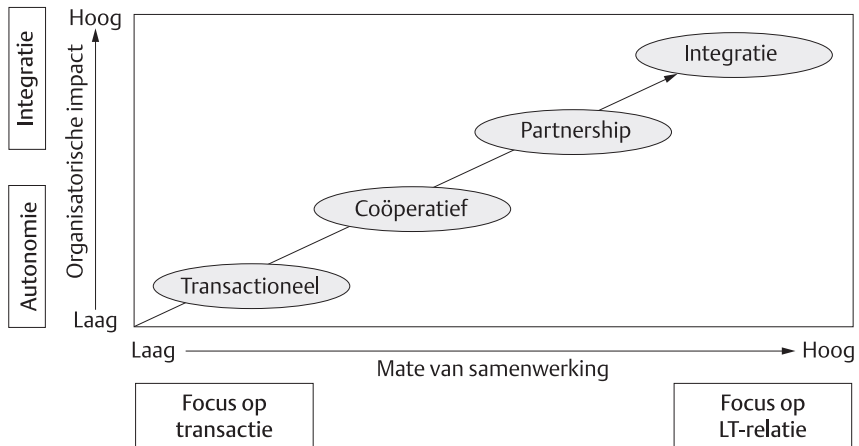 Hoog
Integratie
Organisatorische impact
Autonomie
Laag
Integratie
Partnership
Coöperatief
Transactioneel
Laag
Hoog
Mate van samenwerking
Focus op
transactie
Focus op
LT-relatie